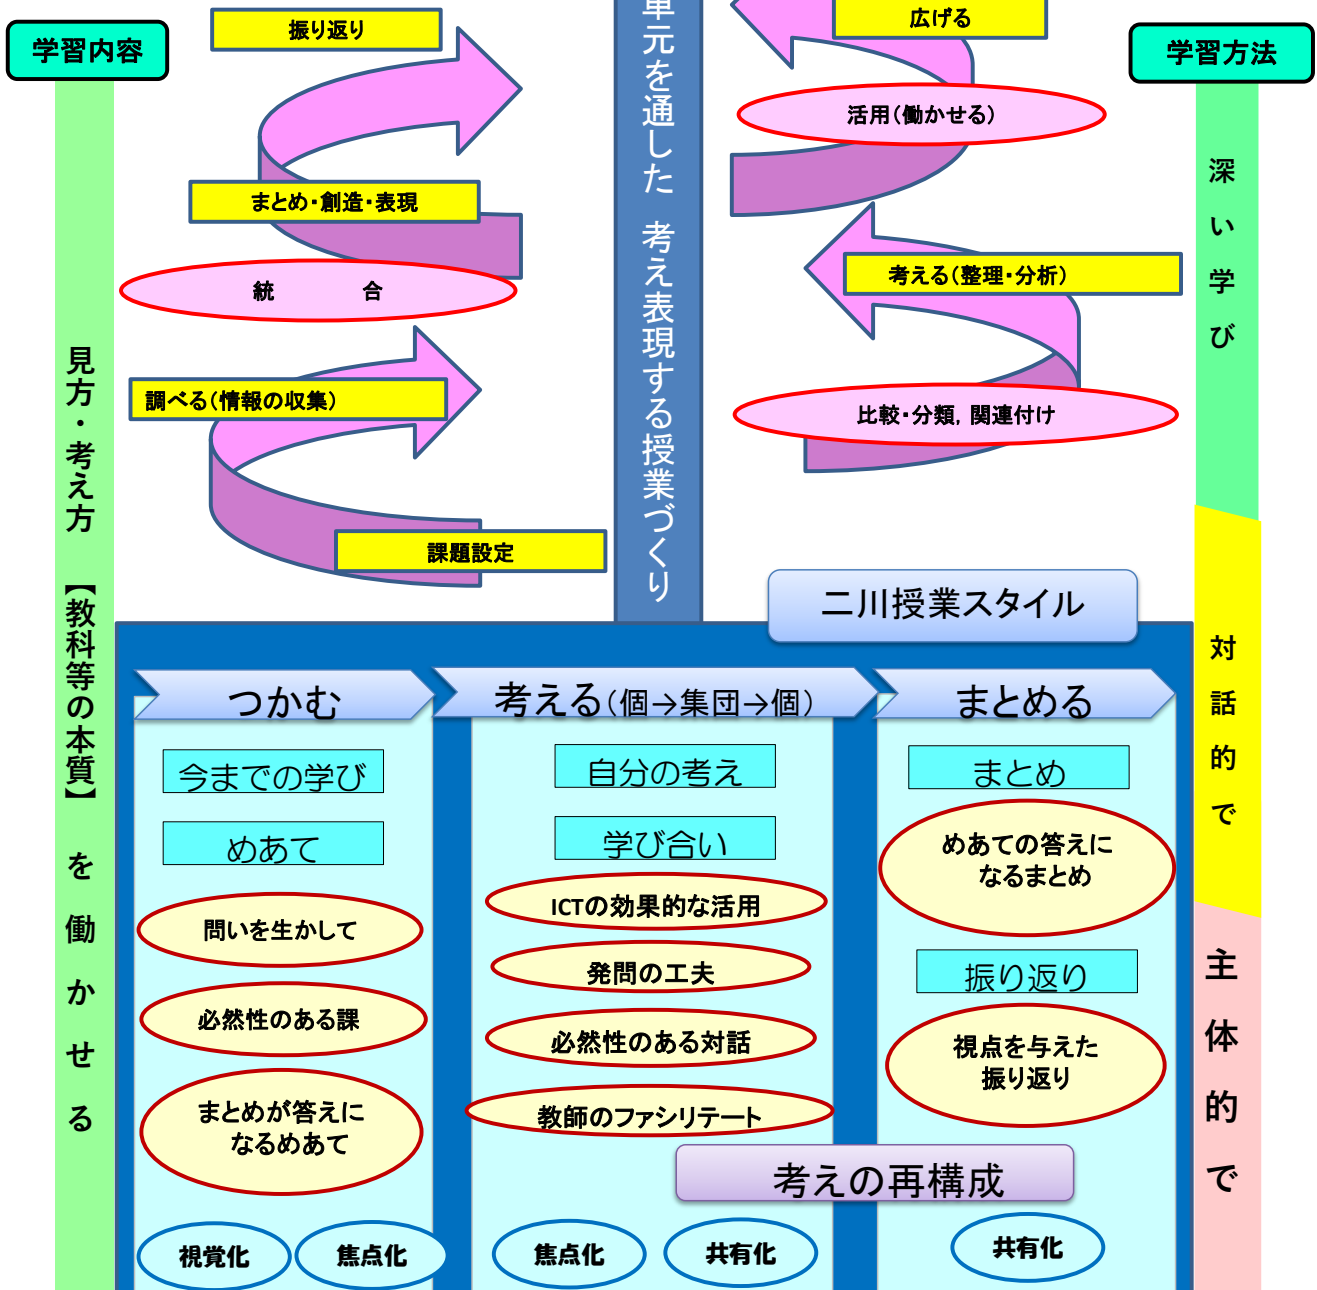 学習内容
振り返り
まとめ・創造・表現
統　合
調べる（情報の収集）
課題設定
単元を通した 考え表現する授業づくり
広げる
活用（働かせる）
考える（整理・分析）
比較・分類，関連付け
学習方法
深い学び
対話的で
主体的で
見方・考え方 【教科等の本質】 を働かせる
二川授業スタイル
つかむ
今までの学び
めあて
問いを生かして
必然性のある課
まとめが答えに
なるめあて
視覚化
焦点化
考える（個→集団→個）
自分の考え
学び合い
ICTの効果的な活用
発問の工夫
必然性のある対話
教師のファシリテート
考えの再構成
焦点化
共有化
まとめる
まとめ
めあての答えに
なるまとめ
振り返り
視点を与えた
振り返り
共有化